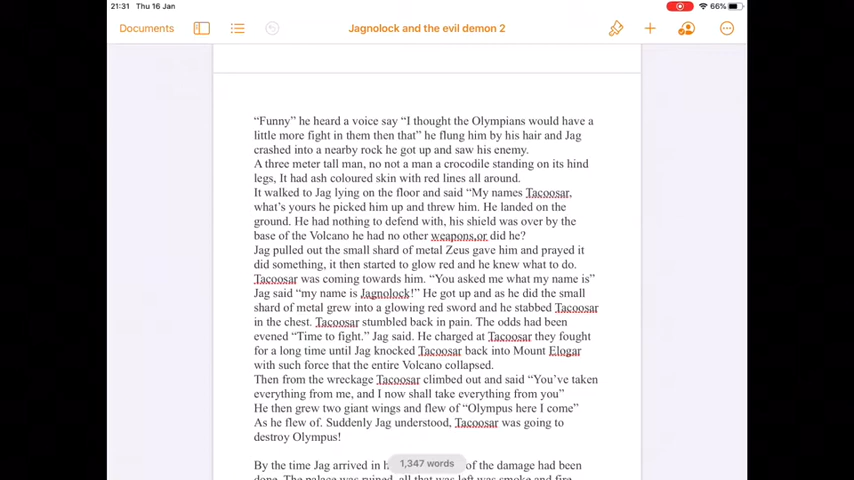 21:31 Thu 16 Jan
66%
Documents
Jagnolock and the evil demon 2
“Funny” he heard a voice say “I thought the Olympians would have a
little more fight in them then that” he flung him by his hair and Jag
crashed into a nearby rock he got up and saw his enemy.
A three meter tall man, no not a man a crocodile standing on its hind
legs, It had ash coloured skin with red lines all around.
It walked to Jag lying on the floor and said “My names Tacoosar,
what’s yours he picked him up and threw him. He landed on the
ground. He had nothing to defend with, his shield was over by the
base of the Volcano he had no other weapons,or did he?
Jag pulled out the small shard of metal Zeus gave him and prayed it
did something, it then started to glow red and he knew what to do.
Tacoosar was coming towards him. “You asked me what my name is”
Jag said “my name is Jagnolock!” He got up and as he did the small
shard of metal grew into a glowing red sword and he stabbed Tacoosar
in the chest. Tacoosar stumbled back in pain. The odds had been
evened “Time to fight.” Jag said. He charged at Tacoosar they fought
for a long time until Jag knocked Tacoosar back into Mount Elogar
with such force that the entire Volcano collapsed.
Then from the wreckage Tacoosar climbed out and said “You’ve taken
everything from me, and I now shall take everything from you”
He then grew two giant wings and flew of “Olympus here I come”
As he flew of. Suddenly Jag understood, Tacoosar was going to
destroy Olympus!
By the time Jag arrived in of the damage had been
1,347 words
done. The palace was ruined, all that was left was smoke and fire